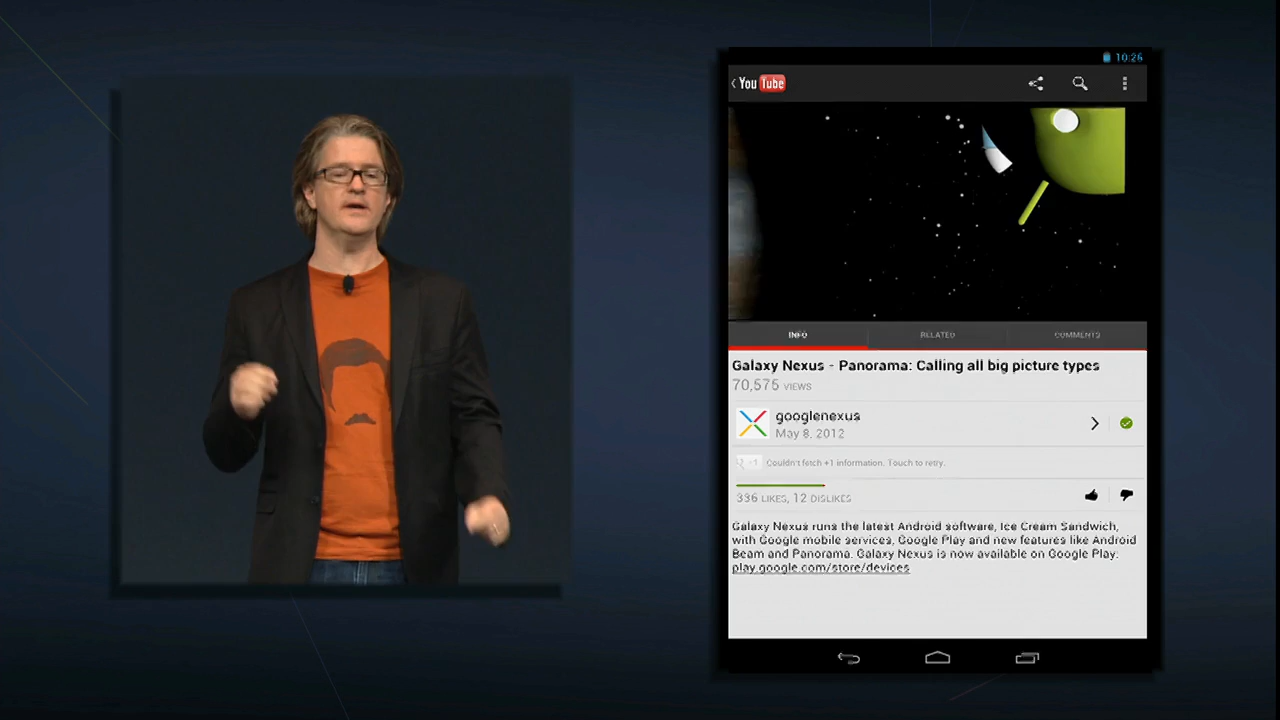 10:26
YouTube
INFO
RELATED
COMMENTS
Galaxy Nexus - Panorama: Calling all big picture types
70,575 VIEWS
googlenexus
May 8, 2012
+1 Couldn't fetch +1 information. Touch to retry.
336 LIKES, 12 DISLIKES
Galaxy Nexus runs the latest Android software, Ice Cream Sandwich,
with Google mobile services, Google Play and new features like Android
Beam and Panorama. Galaxy Nexus is now available on Google Play:
play.google.com/store/devices